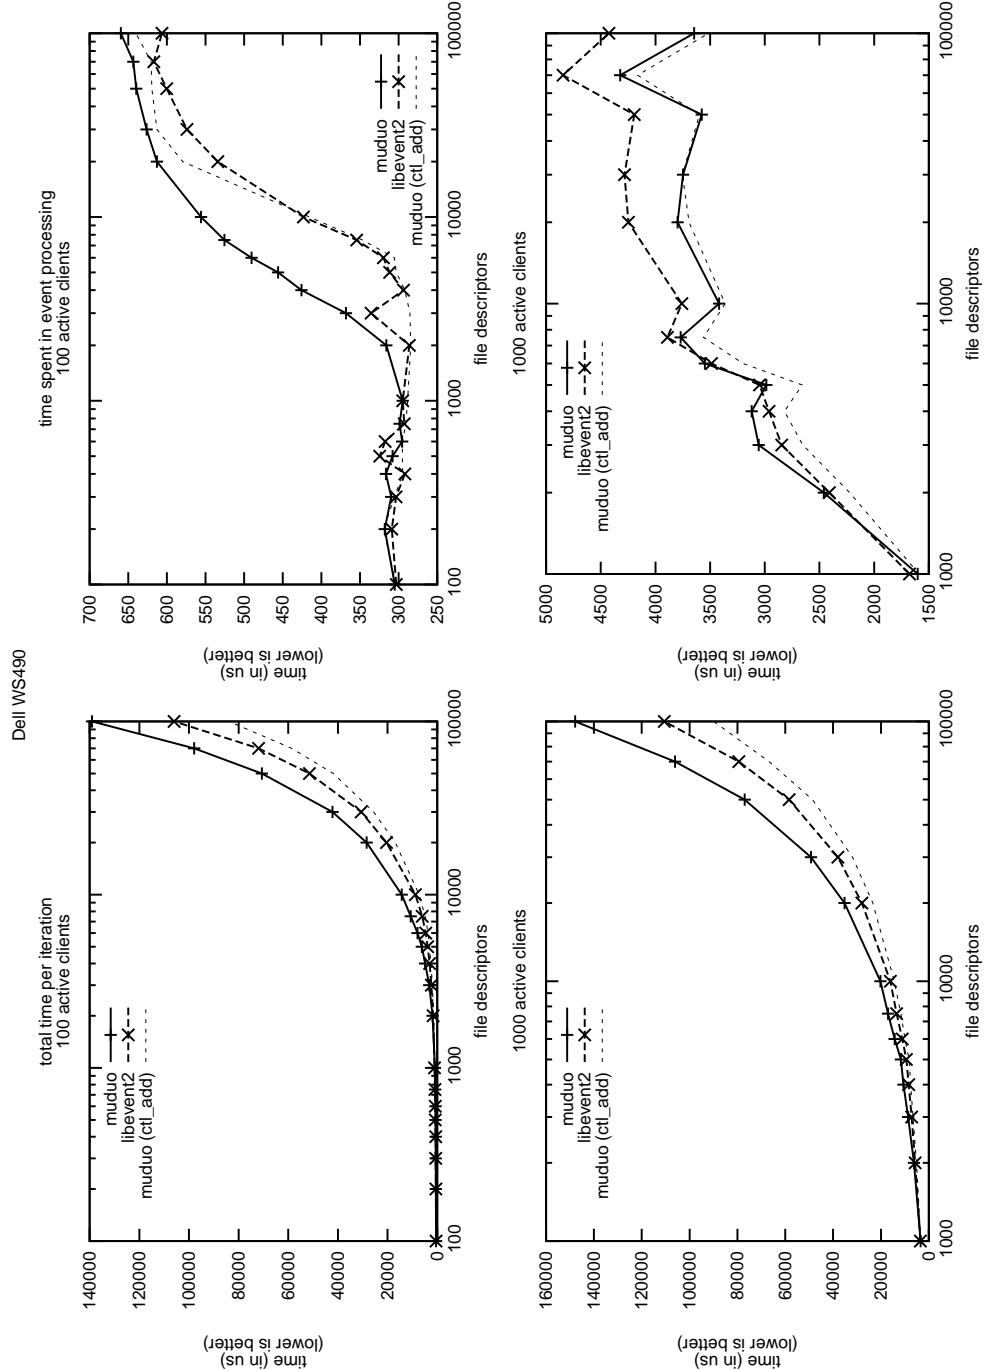 Dell WS490
total time per iteration
100 active clients
time (in us)
(lower is better)
140000
120000
100000
80000
60000
40000
20000
0
100
1000
10000
100000
file descriptors
muduo
libevent2
muduo (ctl_add)
time spent in event processing
100 active clients
time (in us)
(lower is better)
700
650
600
550
500
450
400
350
300
250
100
1000
10000
100000
file descriptors
muduo
libevent2
muduo (ctl_add)
1000 active clients
time (in us)
(lower is better)
160000
140000
120000
100000
80000
60000
40000
20000
0
1000
10000
100000
file descriptors
muduo
libevent2
muduo (ctl_add)
1000 active clients
time (in us)
(lower is better)
5000
4500
4000
3500
3000
2500
2000
1500
1000
10000
100000
file descriptors
muduo
libevent2
muduo (ctl_add)